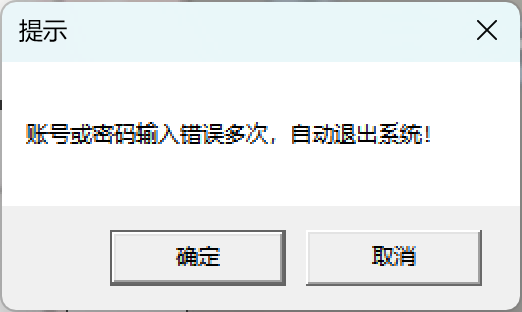 提示
账号或密码输入错误多次，自动退出系统！
确定
取消